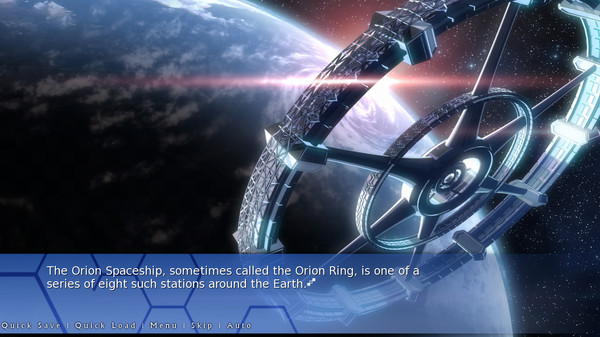 The Orion Spaceship, sometimes called the Orion Ring, is one of a
series of eight such stations around the Earth.
Quick Save | Quick Load | Menu | Skip | Auto